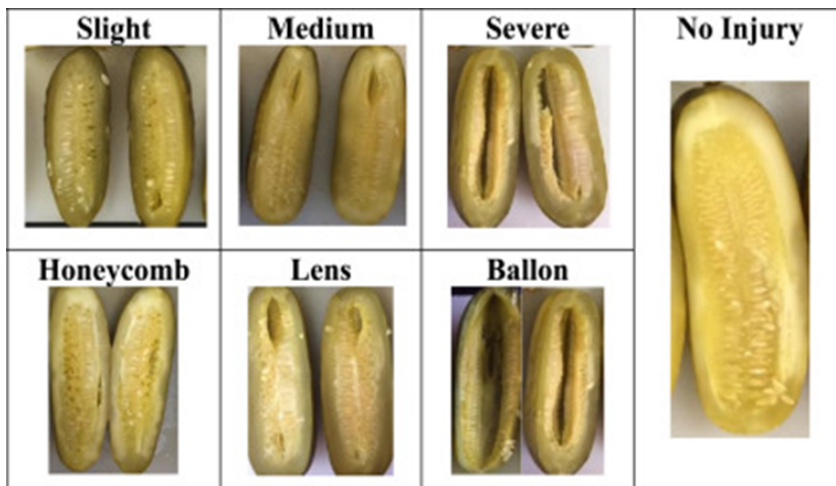 Slight
Medium
Severe
No Injury
Honeycomb
Lens
Ballon